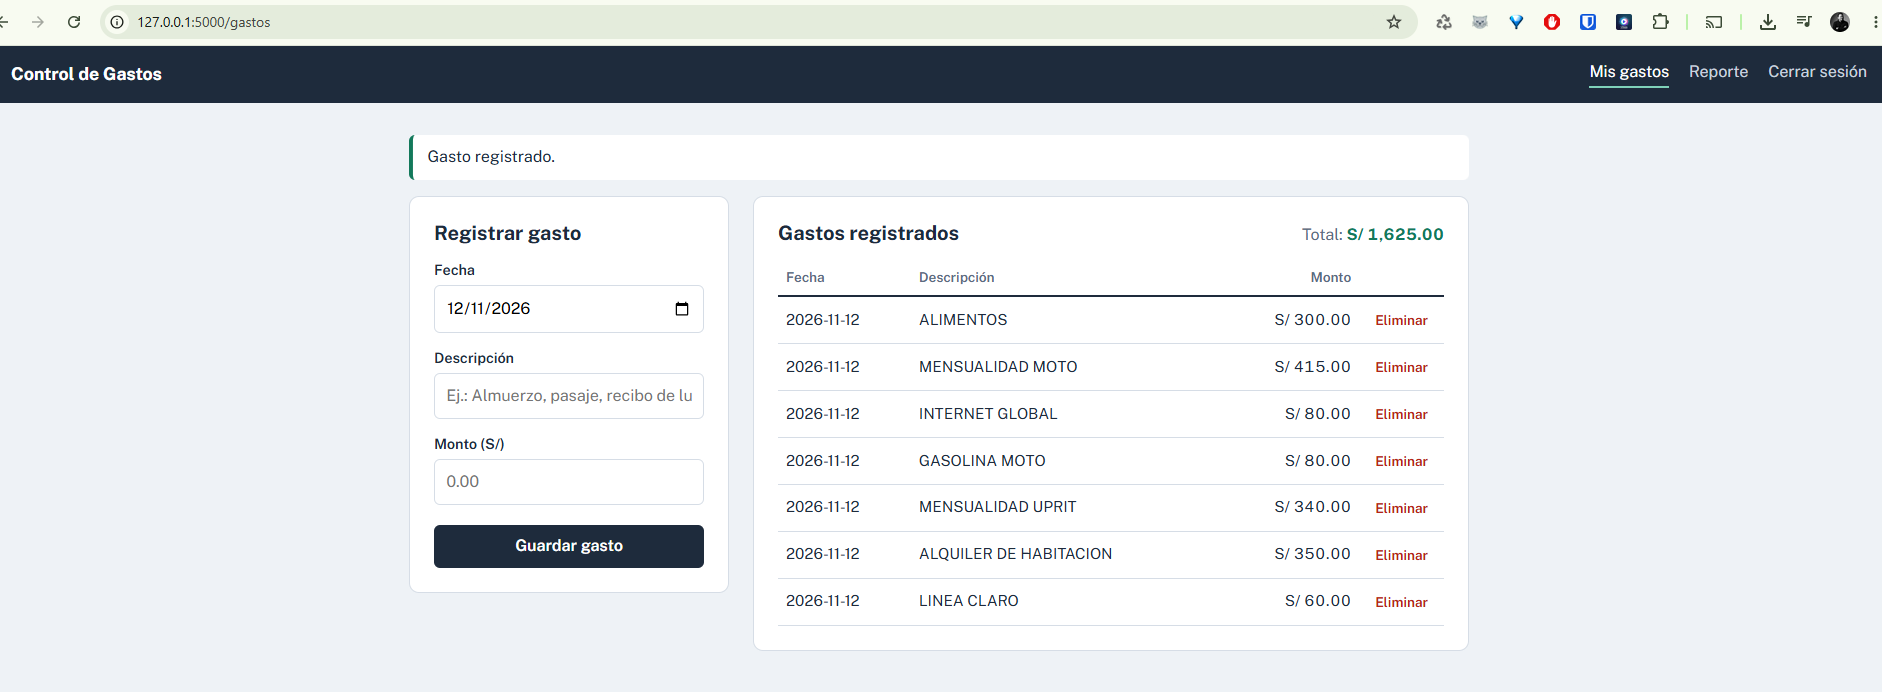 127.0.0.1:5000/gastos
Control de Gastos
Mis gastos Reporte Cerrar sesión
Gasto registrado.
Registrar gasto
Fecha
12/11/2026
Descripción
Ej.: Almuerzo, pasaje, recibo de lu
Monto (S/)
0.00
Guardar gasto
Gastos registrados Total: S/ 1,625.00
Fecha Descripción Monto
2026-11-12 ALIMENTOS S/ 300.00 Eliminar
2026-11-12 MENSUALIDAD MOTO S/ 415.00 Eliminar
2026-11-12 INTERNET GLOBAL S/ 80.00 Eliminar
2026-11-12 GASOLINA MOTO S/ 80.00 Eliminar
2026-11-12 MENSUALIDAD UPRIT S/ 340.00 Eliminar
2026-11-12 ALQUILER DE HABITACION S/ 350.00 Eliminar
2026-11-12 LINEA CLARO S/ 60.00 Eliminar